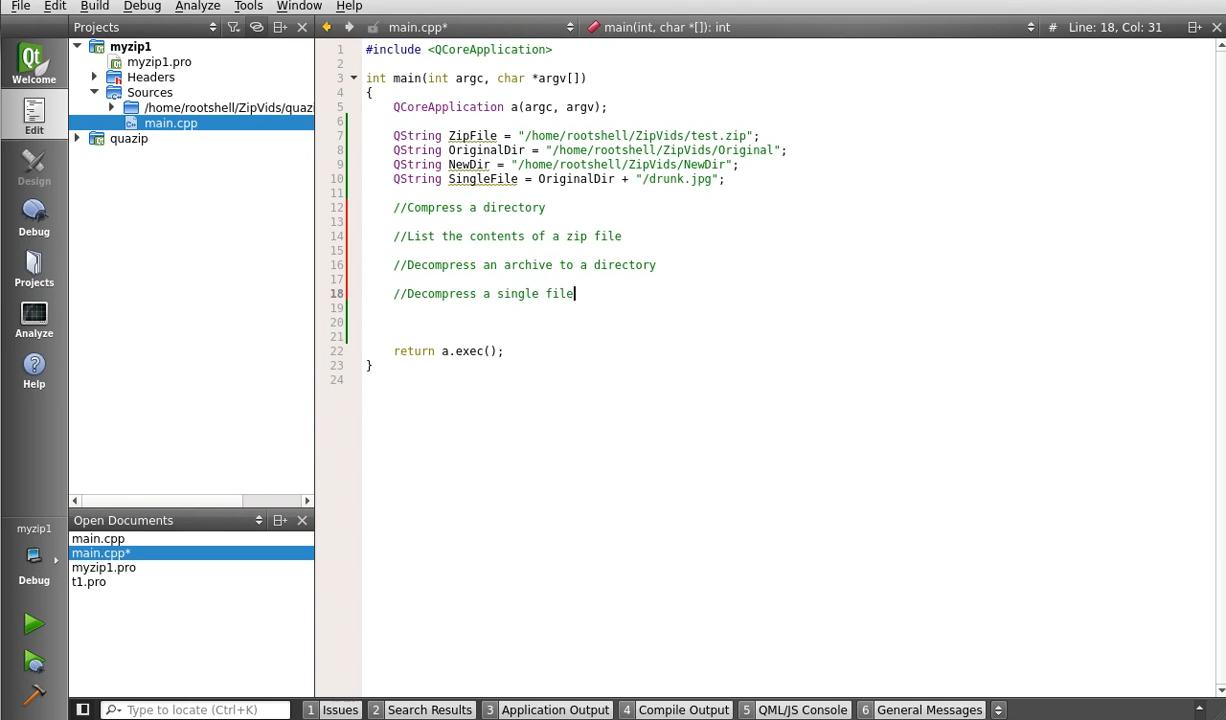 File Edit Build Debug Analyze Tools Window Help
Projects
main.cpp*
main(int, char *[]): int
# Line: 18, Col: 31
Welcome
Edit
Design
Debug
Projects
Analyze
Help
myzip1
Debug
myzip1
myzip1.pro
Headers
Sources
/home/rootshell/ZipVids/quazi
main.cpp
quazip
Open Documents
main.cpp
main.cpp*
myzip1.pro
t1.pro
1 #include <QCoreApplication>
2
3 int main(int argc, char *argv[])
4 {
5 QCoreApplication a(argc, argv);
6
7 QString ZipFile = "/home/rootshell/ZipVids/test.zip";
8 QString OriginalDir = "/home/rootshell/ZipVids/Original";
9 QString NewDir = "/home/rootshell/ZipVids/NewDir";
10 QString SingleFile = OriginalDir + "/drunk.jpg";
11
12 //Compress a directory
13
14 //List the contents of a zip file
15
16 //Decompress an archive to a directory
17
18 //Decompress a single file
19
20
21
22 return a.exec();
23 }
24
Type to locate (Ctrl+K)
1 Issues
2 Search Results
3 Application Output
4 Compile Output
5 QML/JS Console
6 General Messages